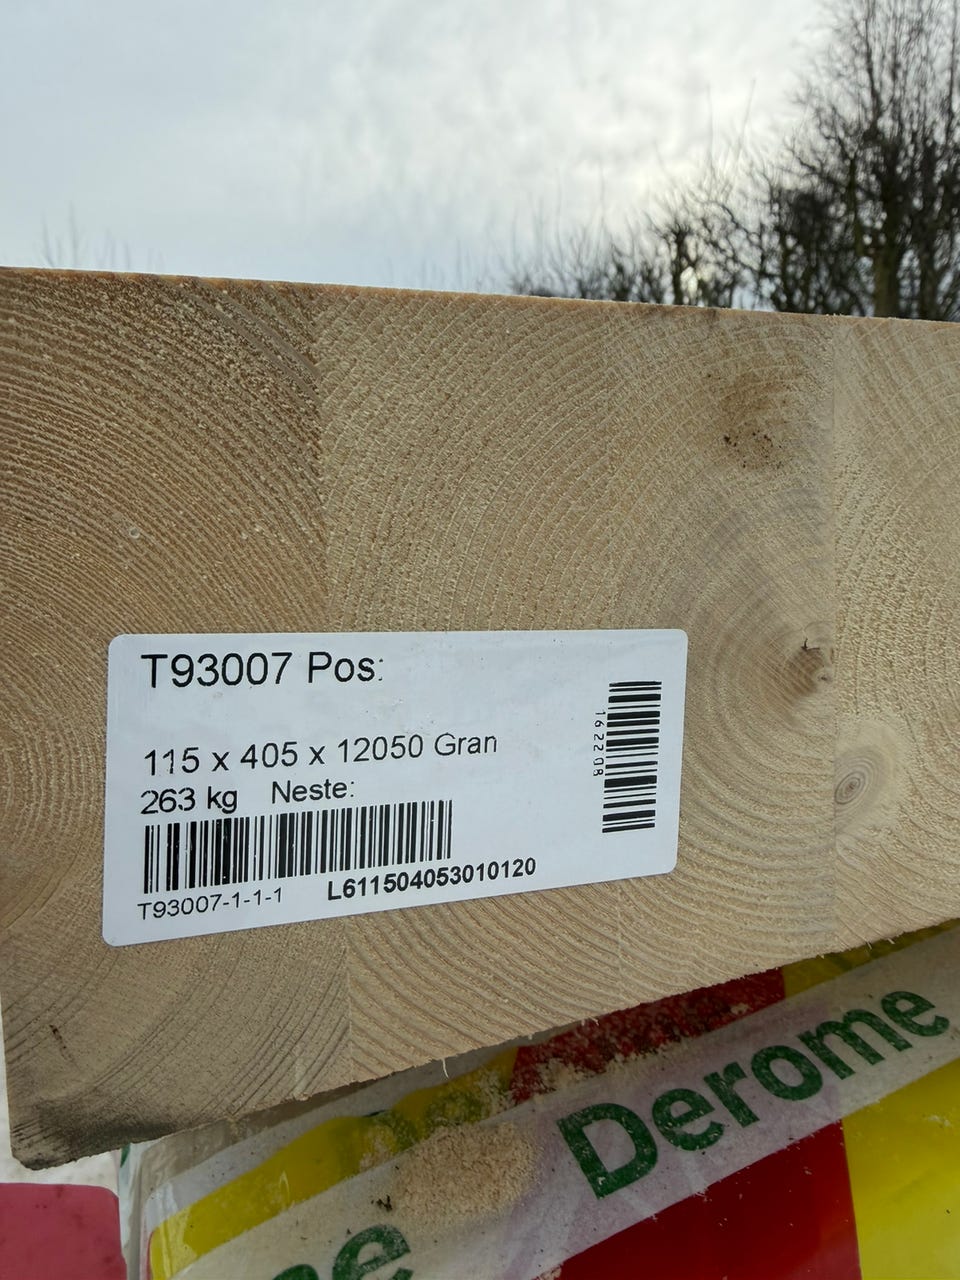 T93007 Pos:
115 x 405 x 12050 Gran
263 kg Neste:
T93007-1-1-1
L611504053010120
162208
Derome